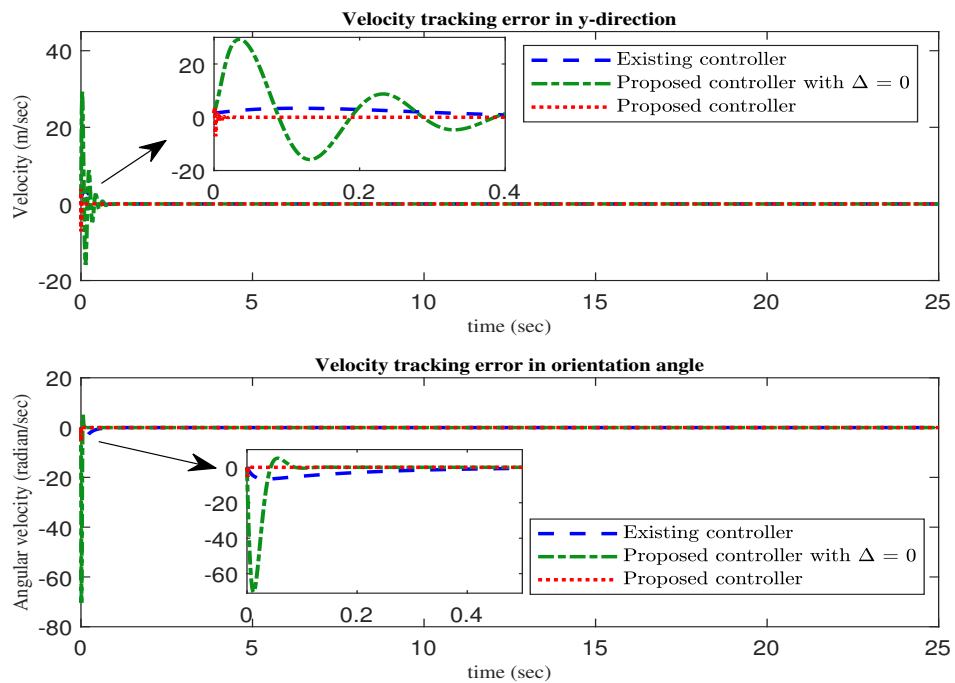 Velocity tracking error in y-direction
Velocity (m/sec)
40
20
0
-20
0 5 10 15 20 25
time (sec)
20
0
-20
0 0.2 0.4
Existing controller
Proposed controller with Δ = 0
Proposed controller
Velocity tracking error in orientation angle
Angular velocity (radian/sec)
20
0
-20
-40
-60
-80
0 5 10 15 20 25
time (sec)
0
-20
-40
-60
0 0.2 0.4
Existing controller
Proposed controller with Δ = 0
Proposed controller